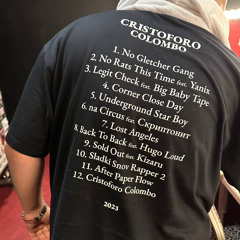 CRISTOFORO
COLOMBO
1. No Gletcher Gang
2. No Rats This Time feat. Yanix
3. Legit Check feat. Big Baby Tape
4. Corner Close Day
5. Underground Star Boy
6. na Circus feat. Скриптонит
7. Lost Angeles
8. Back To Back feat. Hugo Loud
9. Sold Out feat. Kizaru
10. Sladki Snov Rapper 2
11. After Paper Flow
12. Cristoforo Colombo
2023